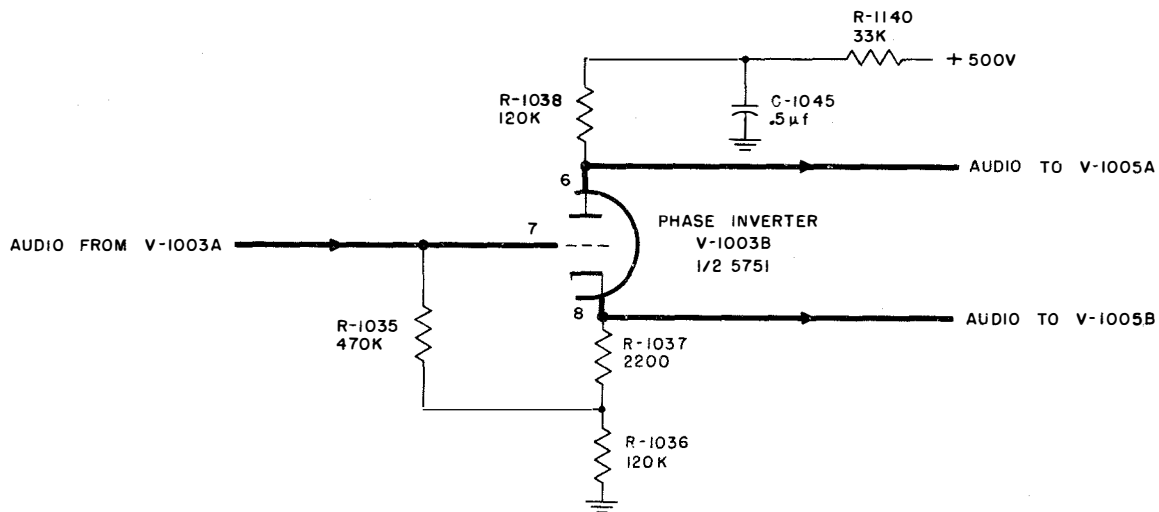 R-1140
33K
+ 500V
R-1038
120K
C-1045
.5μf
6
AUDIO TO V-1005A
PHASE INVERTER
V-1003B
1/2 5751
7
AUDIO FROM V-1003A
8
AUDIO TO V-1005B
R-1035
470K
R-1037
2200
R-1036
120K